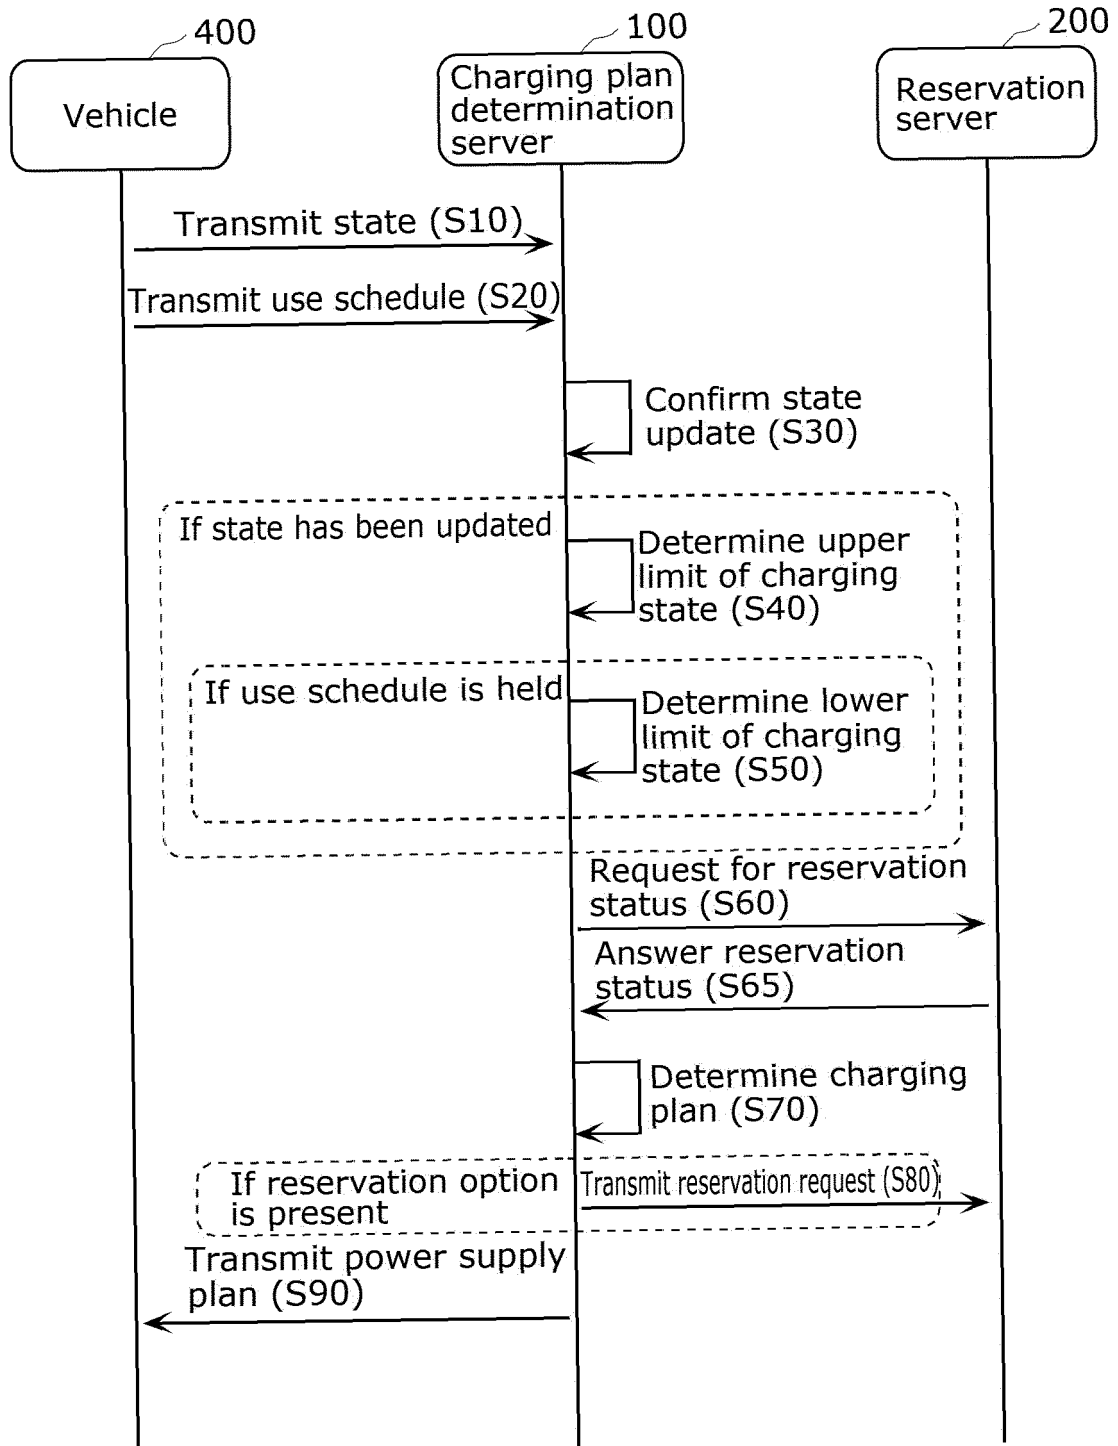 400
100
200
Vehicle
Charging plan
determination
server
Reservation
server
Transmit state (S10)
Transmit use schedule (S20)
Confirm state
update (S30)
If state has been updated
Determine upper
limit of charging
state (S40)
If use schedule is held
Determine lower
limit of charging
state (S50)
Request for reservation
status (S60)
Answer reservation
status (S65)
Determine charging
plan (S70)
If reservation option
is present
Transmit reservation request (S80)
Transmit power supply
plan (S90)